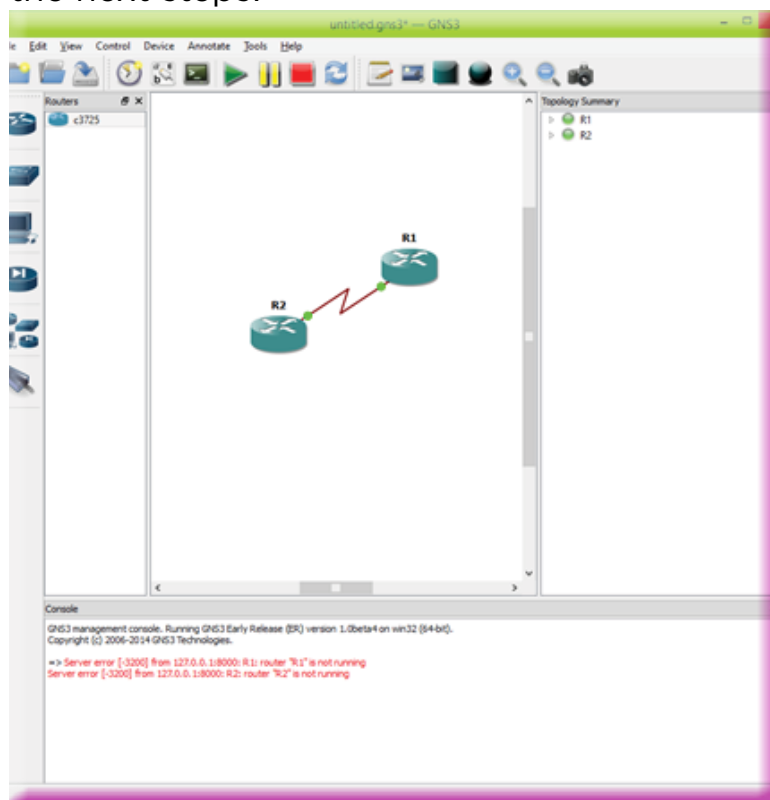 the next steps.
untitled.gns3* — GNS3
Edit View Control Device Annotate Tools Help
Routers
c3725
Topology Summary
R1
R2
R1
R2
Console
GNS3 management console. Running GNS3 Early Release (ER) version 1.0beta4 on win32 (64-bit).
Copyright (c) 2006-2014 GNS3 Technologies.
=> Server error [-3200] from 127.0.0.1:8000: R1: router "R1" is not running
Server error [-3200] from 127.0.0.1:8000: R2: router "R2" is not running